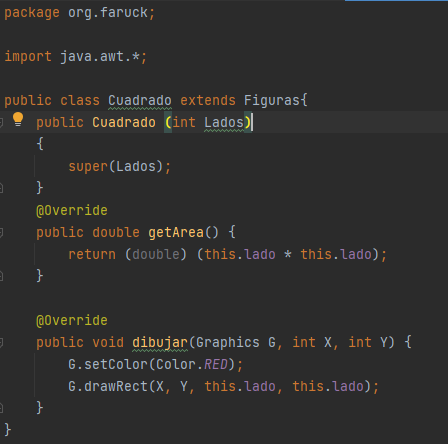 package org.faruck;
import java.awt.*;
public class Cuadrado extends Figuras{
public Cuadrado (int Lados)
{
super(Lados);
}
@Override
public double getArea() {
return (double) (this.lado * this.lado);
}
@Override
public void dibujar(Graphics G, int X, int Y) {
G.setColor(Color.RED);
G.drawRect(X, Y, this.lado, this.lado);
}
}